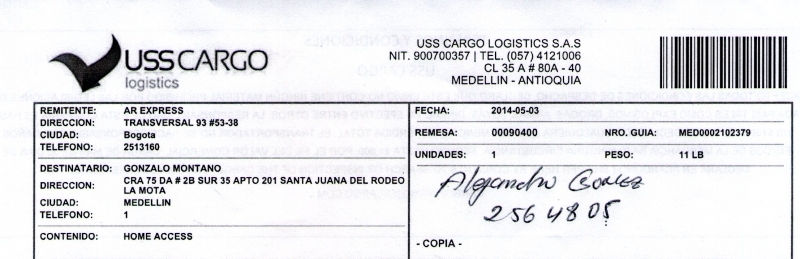 USSCARGO
logistics
USS CARGO LOGISTICS S.A.S
NIT. 900700357 | TEL. (057) 4121006
CL 35 A # 80A - 40
MEDELLIN - ANTIOQUIA
REMITENTE: AR EXPRESS
DIRECCION: TRANSVERSAL 93 #53-38
CIUDAD: Bogota
TELEFONO: 2513160
FECHA: 2014-05-03
REMESA: 00090400 NRO. GUIA: MED0002102379
UNIDADES: 1 PESO: 11 LB
DESTINATARIO: GONZALO MONTANO
DIRECCION: CRA 75 DA # 2B SUR 35 APTO 201 SANTA JUANA DEL RODEO
LA MOTA
CIUDAD: MEDELLIN
TELEFONO: 1
Alejandro Gomez
2564805
CONTENIDO: HOME ACCESS
- COPIA -